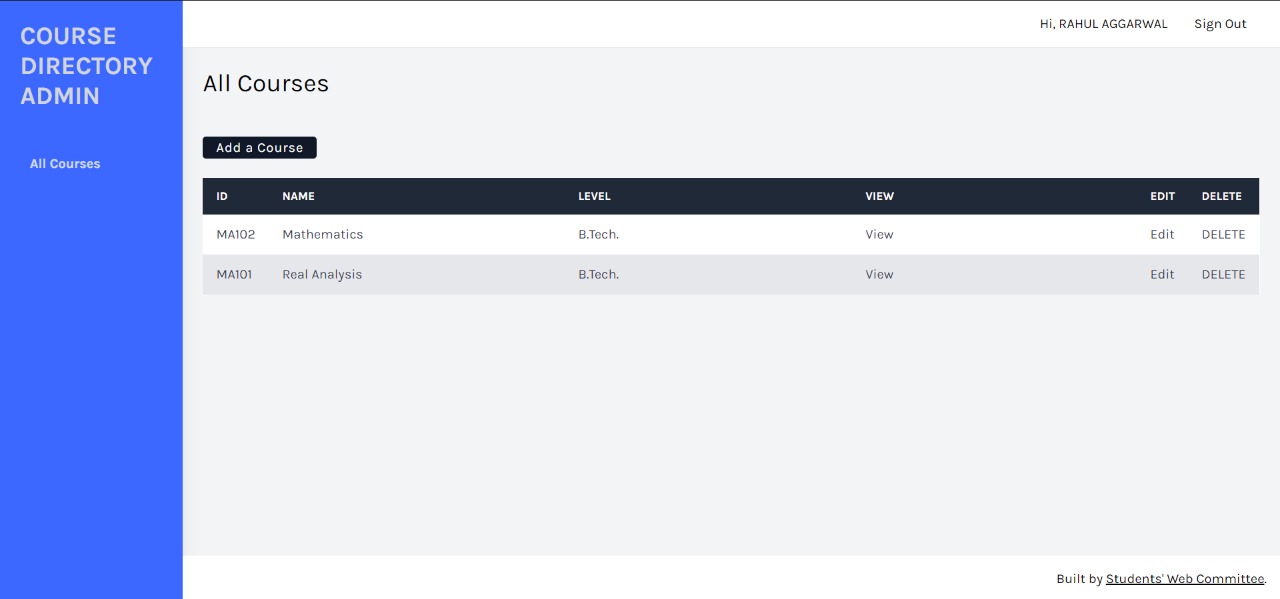 COURSE
DIRECTORY
ADMIN
All Courses
Hi, RAHUL AGGARWAL Sign Out
All Courses
Add a Course
ID NAME LEVEL VIEW EDIT DELETE
MA102 Mathematics B.Tech. View Edit DELETE
MA101 Real Analysis B.Tech. View Edit DELETE
Built by Students' Web Committee.